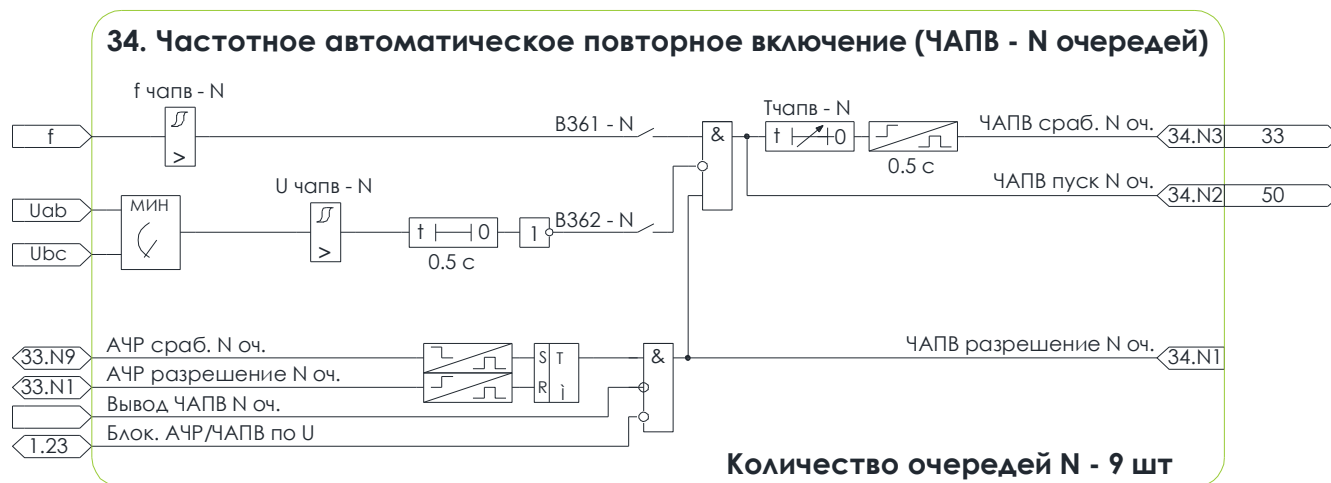 34. Частотное автоматическое повторное включение (ЧАПВ - N очередей)
f чапв - N
f
>
B361 - N
&
Тчапв - N
t 0
0.5 с
ЧАПВ сраб. N оч.
34.N3 33
ЧАПВ пуск N оч.
34.N2 50
Uab
Ubc
МИН
U чапв - N
>
t 0
0.5 с
1
B362 - N
33.N9 АЧР сраб. N оч.
33.N1 АЧР разрешение N оч.
Вывод ЧАПВ N оч.
1.23 Блок. АЧР/ЧАПВ по U
S T
R i
&
ЧАПВ разрешение N оч.
34.N1
Количество очередей N - 9 шт